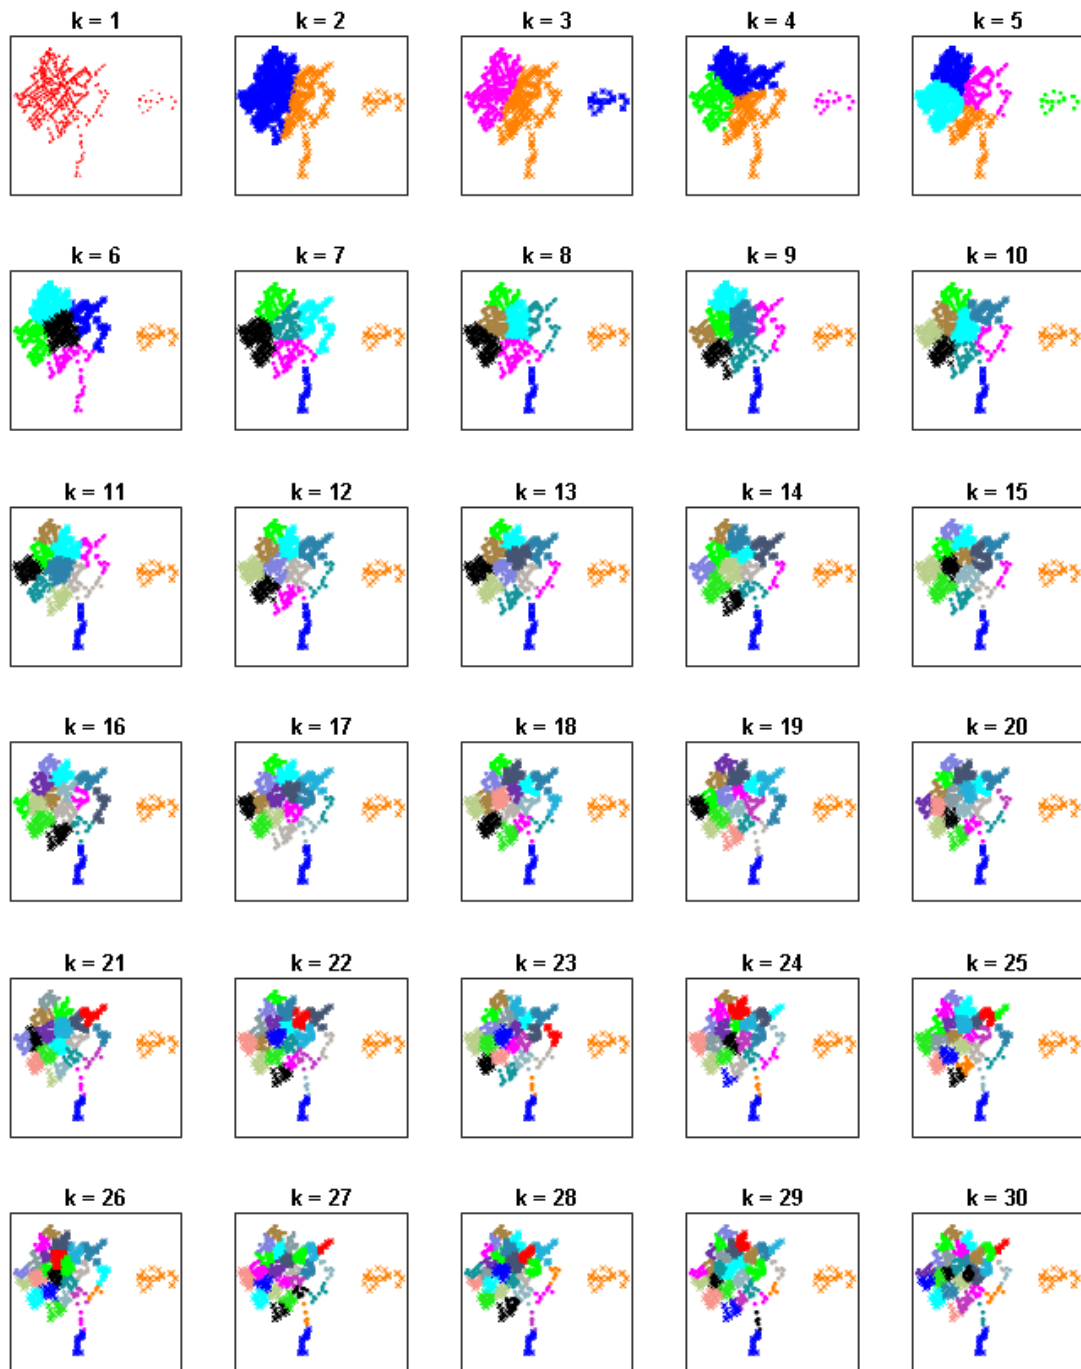 k = 1 k = 2 k = 3 k = 4 k = 5
k = 6 k = 7 k = 8 k = 9 k = 10
k = 11 k = 12 k = 13 k = 14 k = 15
k = 16 k = 17 k = 18 k = 19 k = 20
k = 21 k = 22 k = 23 k = 24 k = 25
k = 26 k = 27 k = 28 k = 29 k = 30